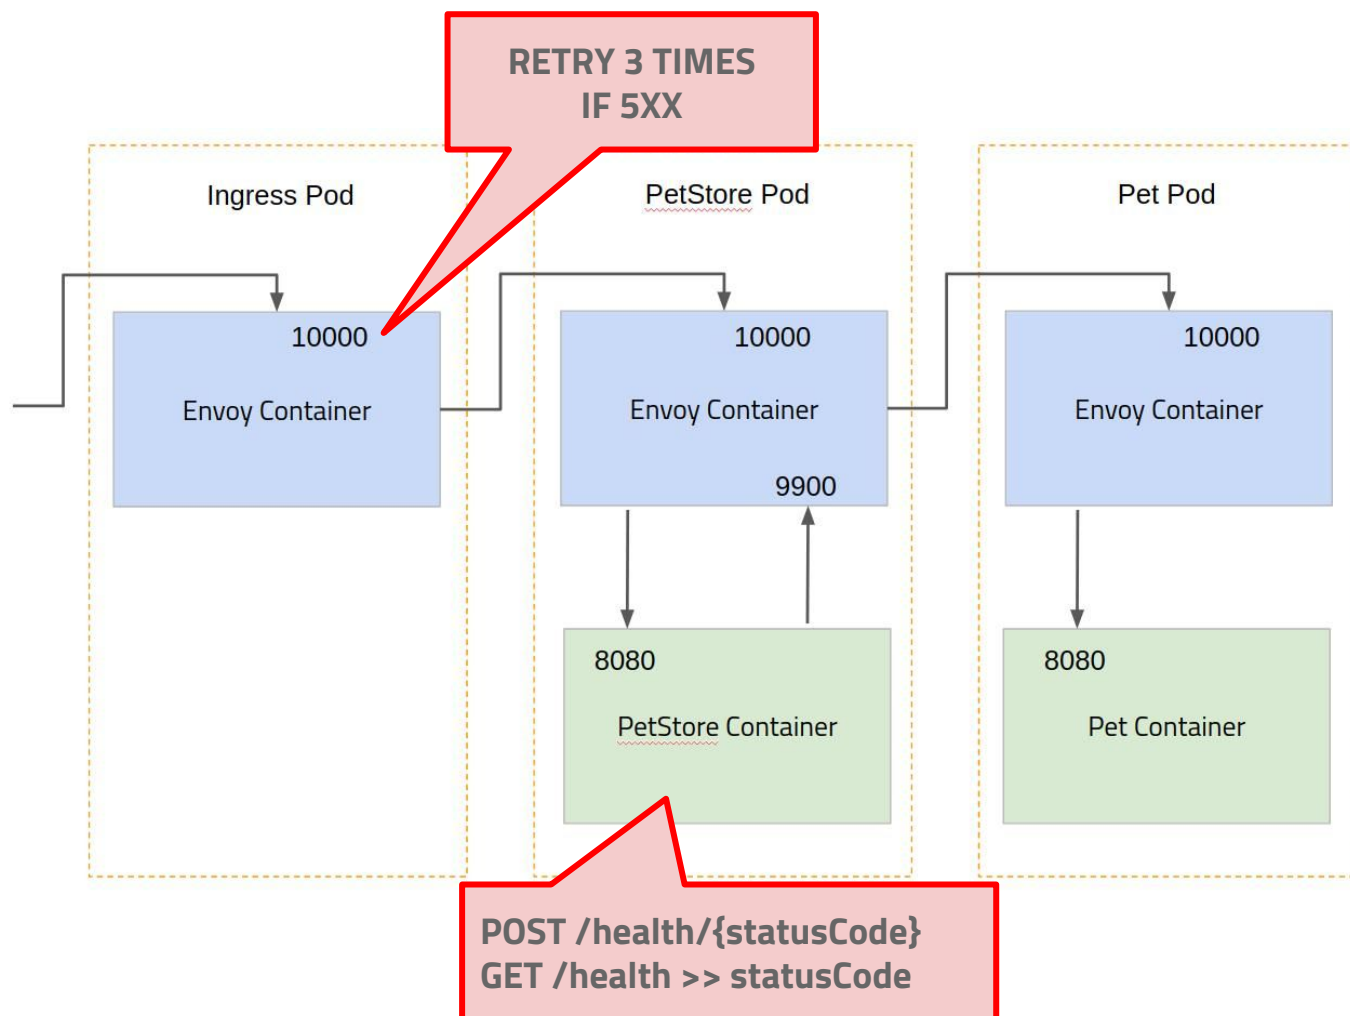 RETRY 3 TIMES
IF 5XX
Ingress Pod
PetStore Pod
Pet Pod
10000
Envoy Container
10000
Envoy Container
9900
10000
Envoy Container
8080
PetStore Container
8080
Pet Container
POST /health/{statusCode}
GET /health >> statusCode